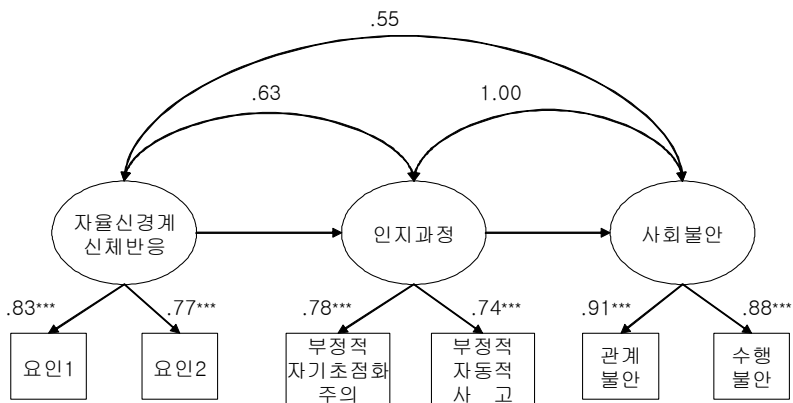 .55
.63
1.00
자율신경계
신체반응
인지과정
사회불안
.83***
.77***
.78***
.74***
.91***
.88***
요인1
요인2
부정적
자기초점화
주의
부정적
자동적
사 고
관계
불안
수행
불안